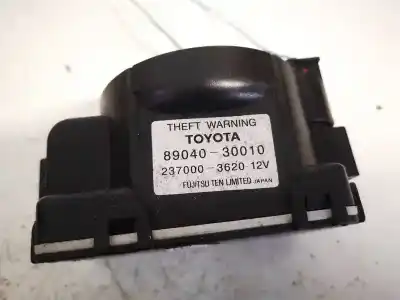 THEFT WARNING
TOYOTA
89040-30010
237000-3620 12V
FUJITSU TEN LIMITED JAPAN